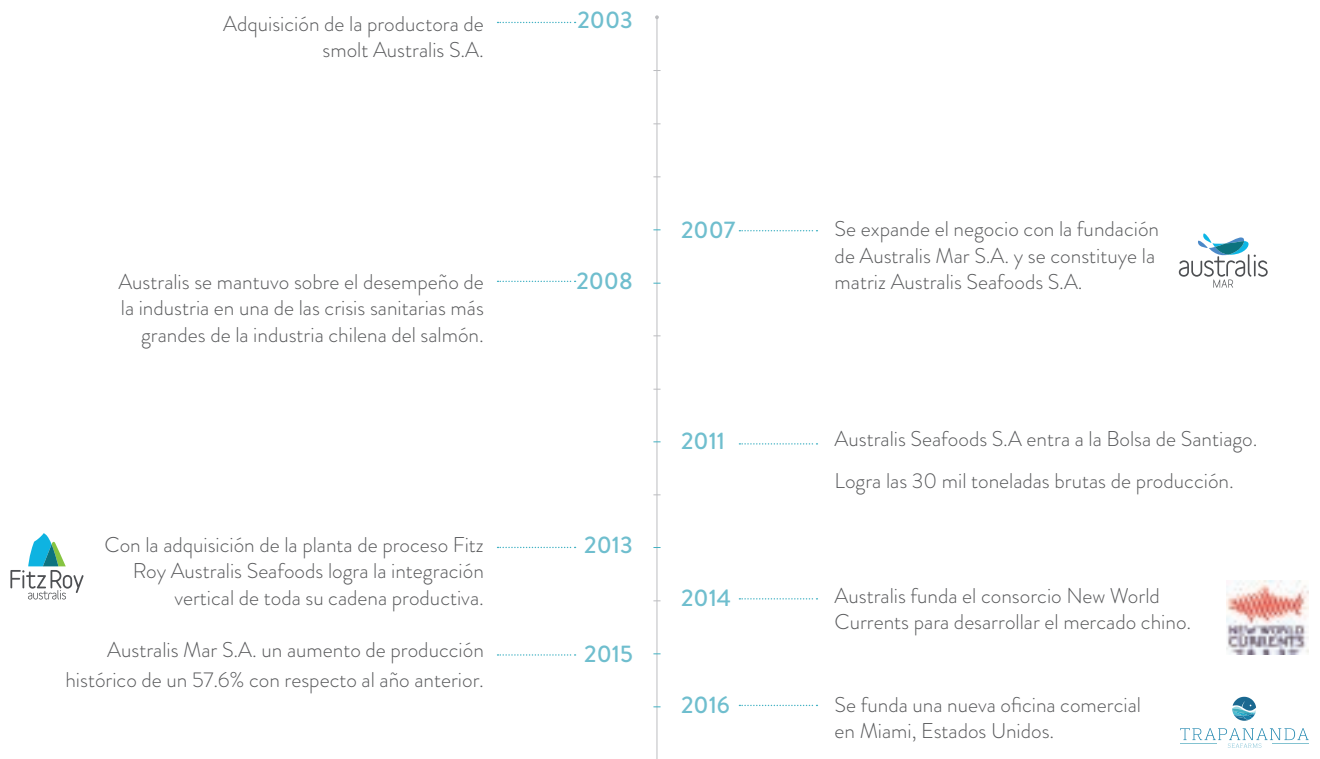 Adquisición de la productora de
smolt Australis S.A.
2003
2007
Se expande el negocio con la fundación
de Australis Mar S.A. y se constituye la
matriz Australis Seafoods S.A.
australis
MAR
Australis se mantuvo sobre el desempeño de
la industria en una de las crisis sanitarias más
grandes de la industria chilena del salmón.
2008
2011
Australis Seafoods S.A entra a la Bolsa de Santiago.
Logra las 30 mil toneladas brutas de producción.
Fitz Roy
australis
Con la adquisición de la planta de proceso Fitz
Roy Australis Seafoods logra la integración
vertical de toda su cadena productiva.
2013
2014
Australis funda el consorcio New World
Currents para desarrollar el mercado chino.
NEW WORLD
CURRENTS
Australis Mar S.A. un aumento de producción
histórico de un 57.6% con respecto al año anterior.
2015
2016
Se funda una nueva oficina comercial
en Miami, Estados Unidos.
TRAPANANDA
SEAFARMS